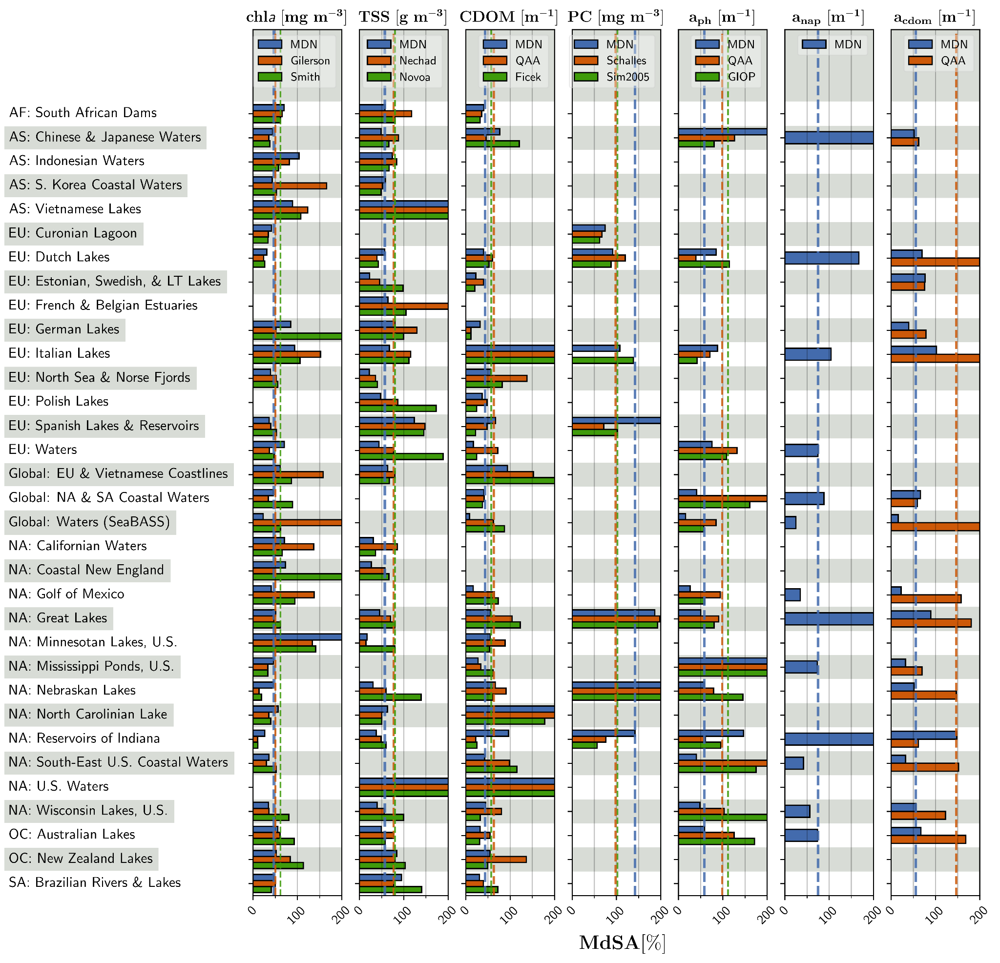 chla [mg m−3] TSS [g m−3] CDOM [m−1] PC [mg m−3] aph [m−1] anap [m−1] acdom [m−1]
MDN MDN MDN MDN MDN MDN MDN
Gilerson Nechad QAA Schalles QAA QAA
Smith Novoa Ficek Sim2005 GIOP
AF: South African Dams
AS: Chinese & Japanese Waters
AS: Indonesian Waters
AS: S. Korea Coastal Waters
AS: Vietnamese Lakes
EU: Curonian Lagoon
EU: Dutch Lakes
EU: Estonian, Swedish, & LT Lakes
EU: French & Belgian Estuaries
EU: German Lakes
EU: Italian Lakes
EU: North Sea & Norse Fjords
EU: Polish Lakes
EU: Spanish Lakes & Reservoirs
EU: Waters
Global: EU & Vietnamese Coastlines
Global: NA & SA Coastal Waters
Global: Waters (SeaBASS)
NA: Californian Waters
NA: Coastal New England
NA: Golf of Mexico
NA: Great Lakes
NA: Minnesotan Lakes, U.S.
NA: Mississippi Ponds, U.S.
NA: Nebraskan Lakes
NA: North Carolinian Lake
NA: Reservoirs of Indiana
NA: South-East U.S. Coastal Waters
NA: U.S. Waters
NA: Wisconsin Lakes, U.S.
OC: Australian Lakes
OC: New Zealand Lakes
SA: Brazilian Rivers & Lakes
0 100 200 0 100 200 0 100 200 0 100 200 0 100 200 0 100 200 0 100 200
MdSA[%]